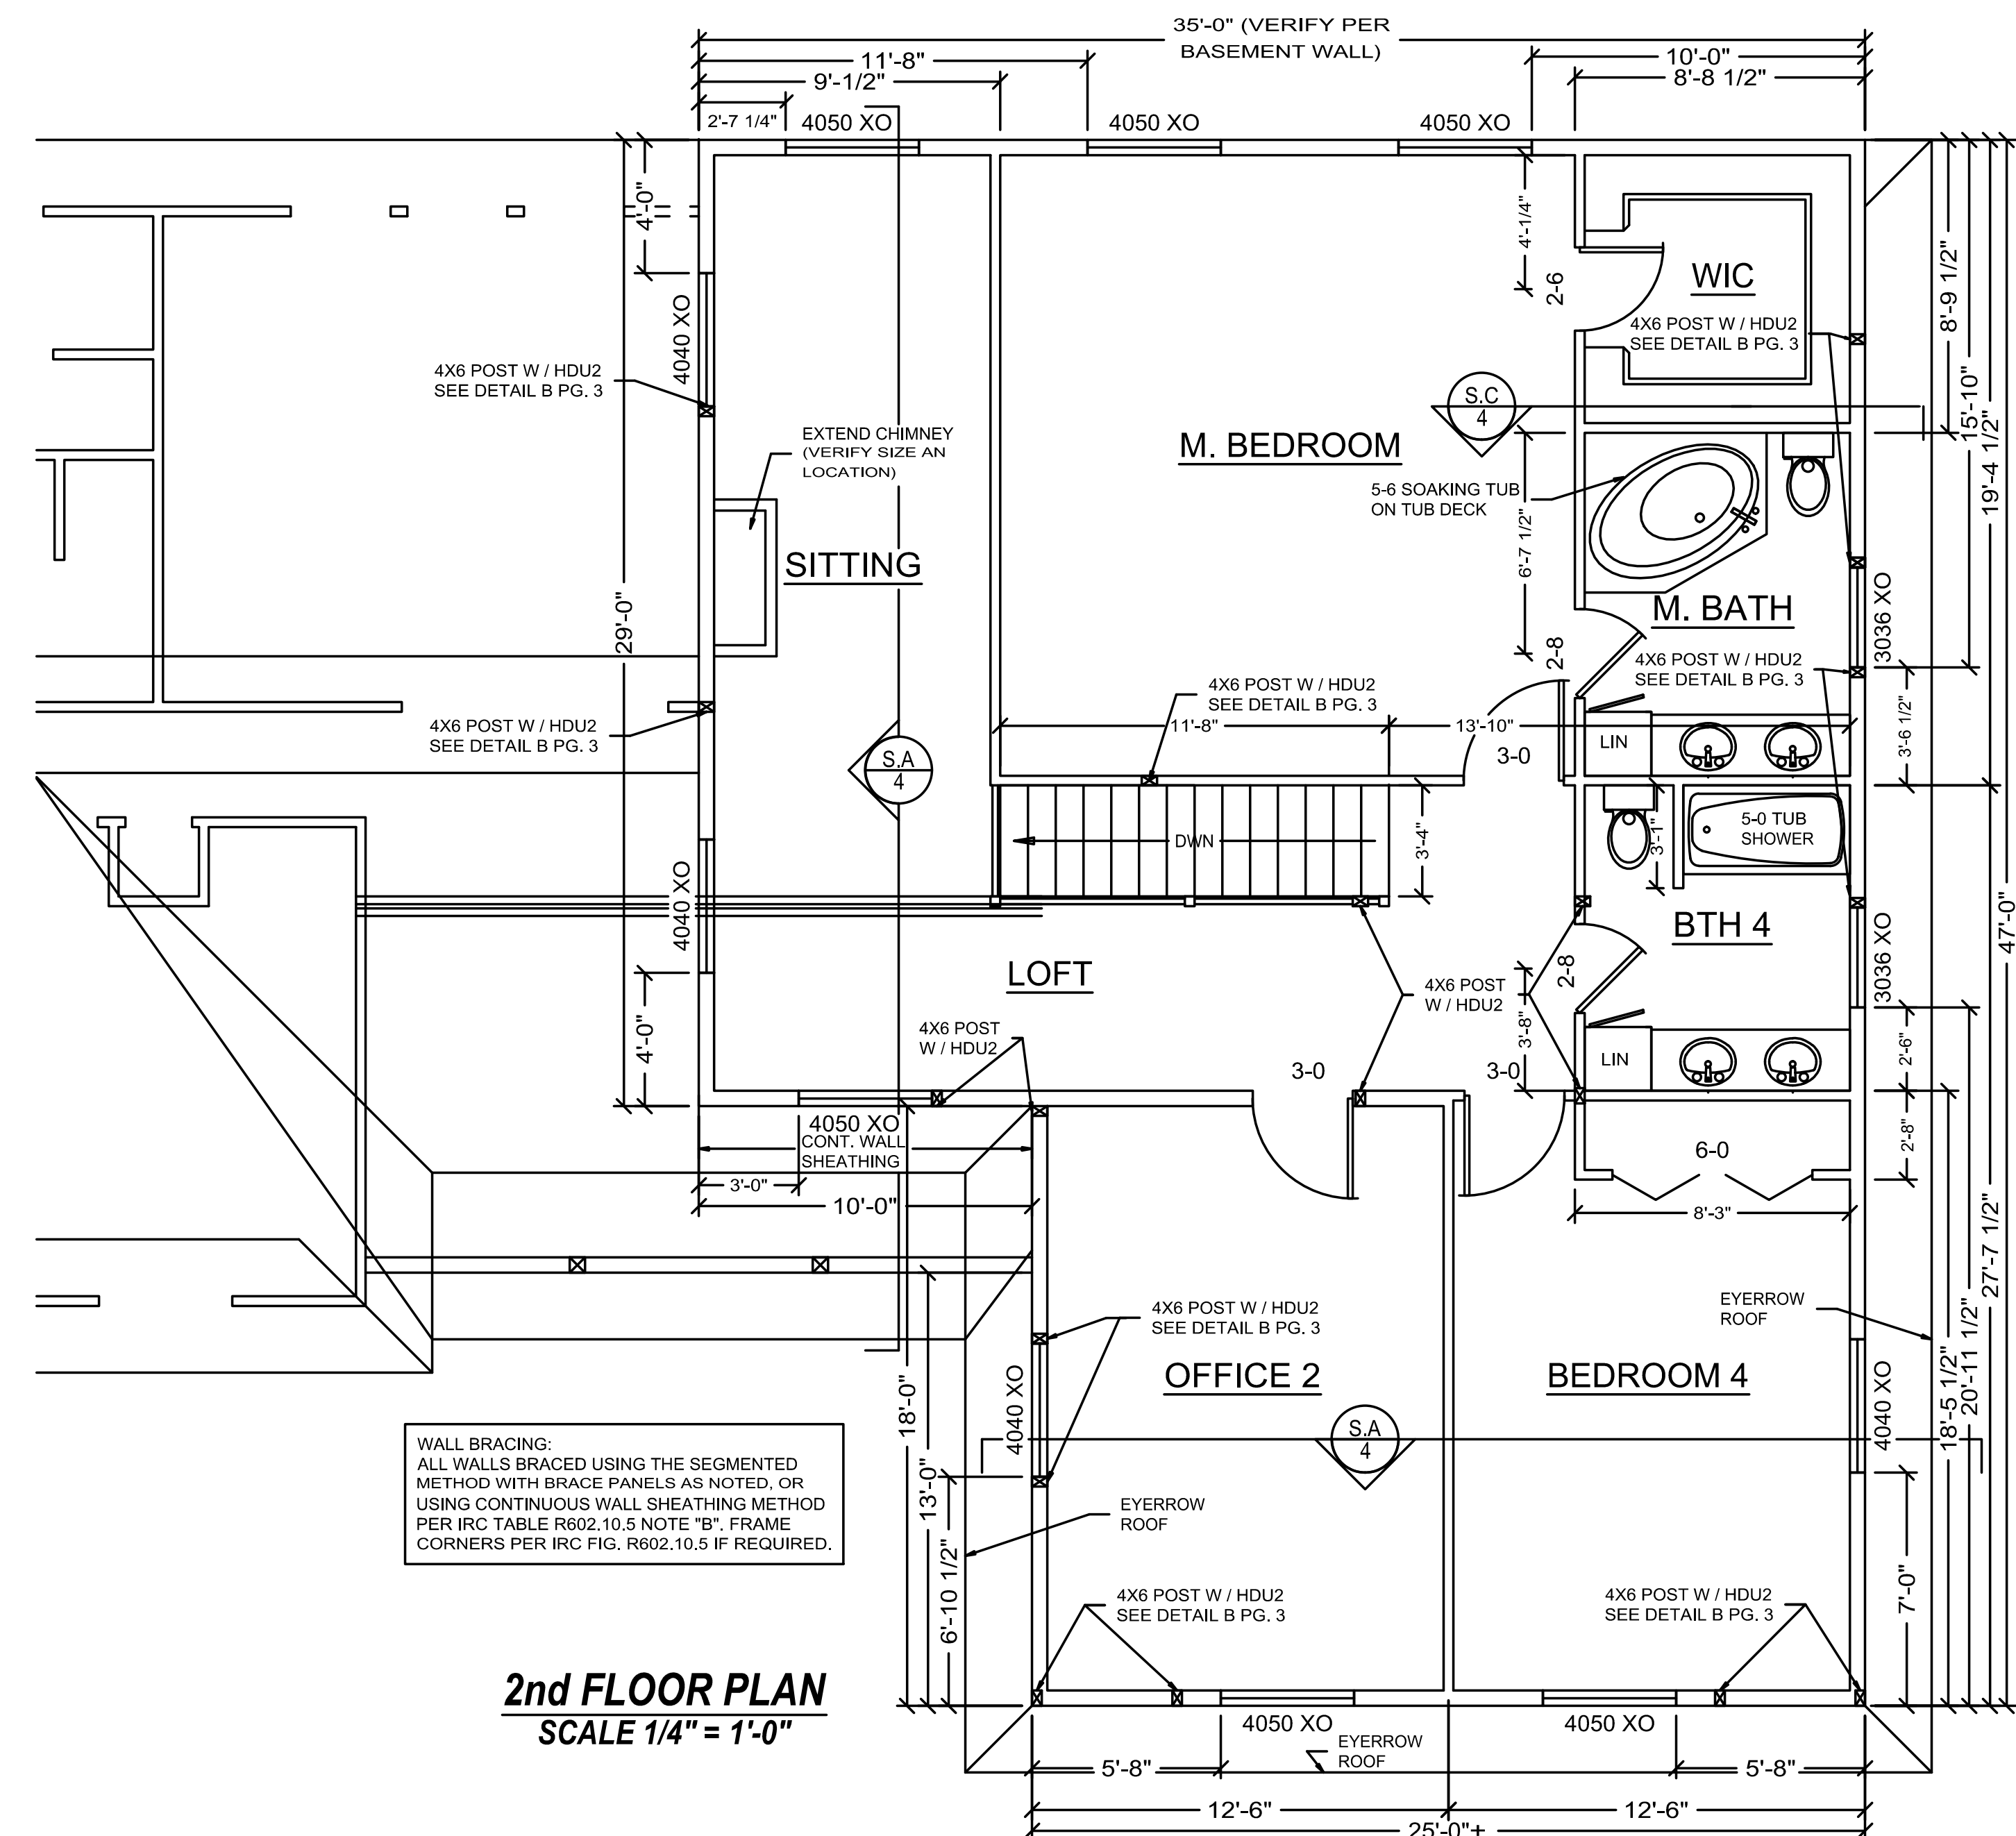 35'-0" (VERIFY PER
BASEMENT WALL)
11'-8"
10'-0"
9'-1/2"
8'-8 1/2"
2'-7 1/4"
4050 XO
4050 XO
4050 XO
4'-0"
4'-1/4"
2-6
WIC
8'-9 1/2"
15'-10"
19'-4 1/2"
47'-0"
4040 XO
4X6 POST W / HDU2
SEE DETAIL B PG. 3
4X6 POST W / HDU2
SEE DETAIL B PG. 3
S.C
4
EXTEND CHIMNEY
(VERIFY SIZE AN
LOCATION)
M. BEDROOM
5-6 SOAKING TUB
ON TUB DECK
6'-7 1/2"
SITTING
29'-0"
M. BATH
3036 XO
2-8
4X6 POST W / HDU2
SEE DETAIL B PG. 3
4X6 POST W / HDU2
SEE DETAIL B PG. 3
4X6 POST W / HDU2
SEE DETAIL B PG. 3
11'-8"
13'-10"
3-0
LIN
3'-6 1/2"
S.A
4
DWN
3'-4"
3'-1"
5-0 TUB
SHOWER
4040 XO
BTH 4
3036 XO
LOFT
2-8
4X6 POST
W / HDU2
4X6 POST
W / HDU2
4'-0"
3'-8"
3-0
3-0
LIN
2'-6"
4050 XO
CONT. WALL
SHEATHING
3'-0"
10'-0"
6-0
2'-8"
8'-3"
27'-7 1/2"
20'-11 1/2"
18'-5 1/2"
4X6 POST W / HDU2
SEE DETAIL B PG. 3
EYERROW
ROOF
OFFICE 2
BEDROOM 4
4040 XO
4040 XO
S.A
4
18'-0"
13'-0"
6'-10 1/2"
7'-0"
WALL BRACING:
ALL WALLS BRACED USING THE SEGMENTED
METHOD WITH BRACE PANELS AS NOTED, OR
USING CONTINUOUS WALL SHEATHING METHOD
PER IRC TABLE R602.10.5 NOTE "B". FRAME
CORNERS PER IRC FIG. R602.10.5 IF REQUIRED.
EYERROW
ROOF
4X6 POST W / HDU2
SEE DETAIL B PG. 3
4X6 POST W / HDU2
SEE DETAIL B PG. 3
2nd FLOOR PLAN
SCALE 1/4" = 1'-0"
4050 XO
4050 XO
EYERROW
ROOF
5'-8"
5'-8"
12'-6"
12'-6"
25'-0"±